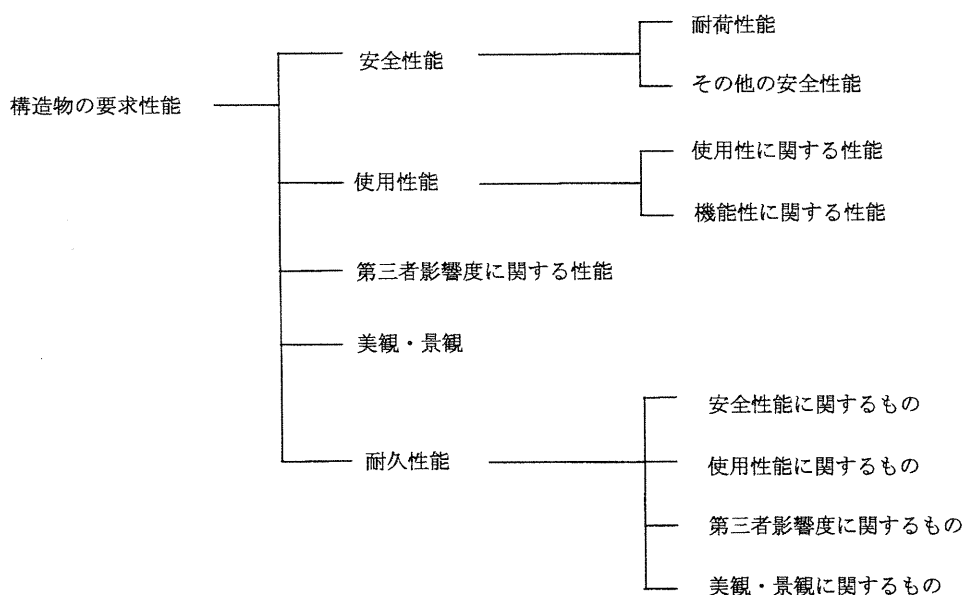 構造物の要求性能
安全性能
耐荷性能
その他の安全性能
使用性能
使用性に関する性能
機能性に関する性能
第三者影響度に関する性能
美観・景観
耐久性能
安全性能に関するもの
使用性能に関するもの
第三者影響度に関するもの
美観・景観に関するもの